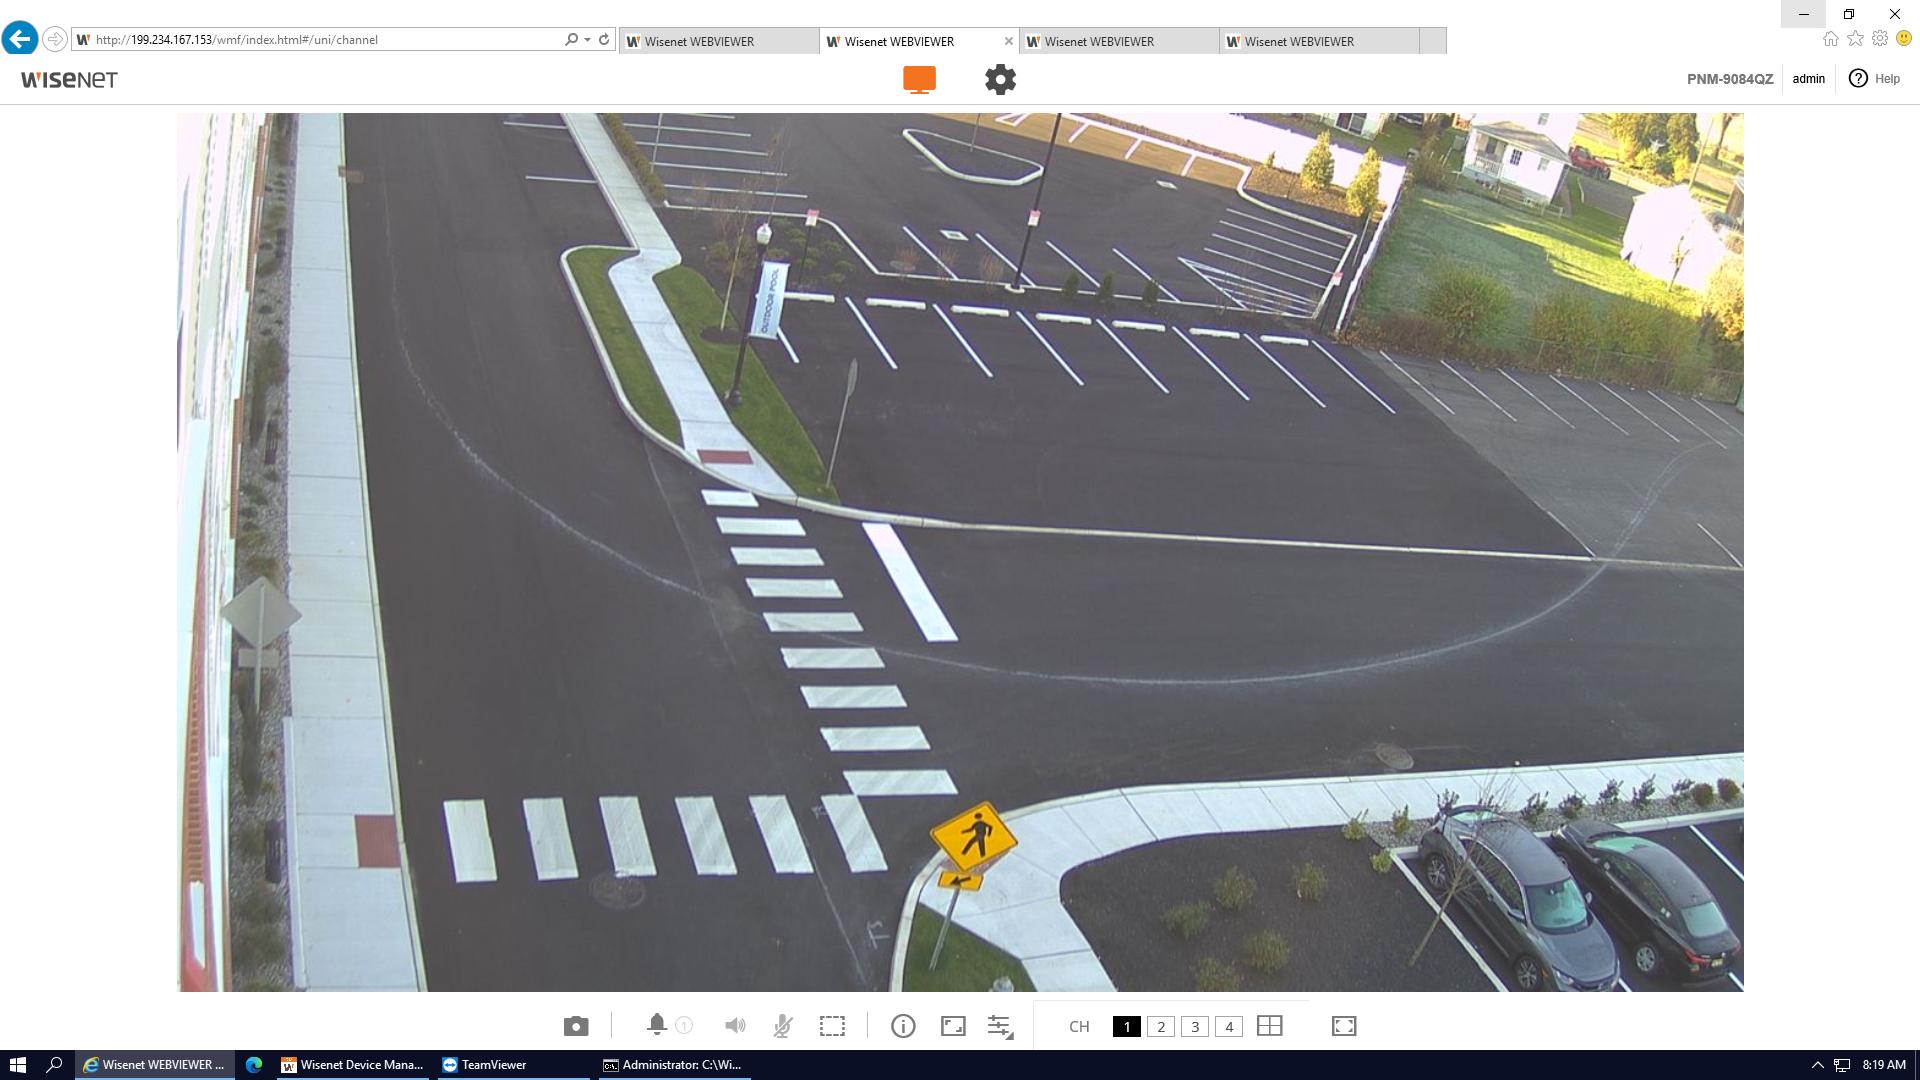 http://199.234.167.153/wmf/index.html#/uni/channel
Wisenet WEBVIEWER
Wisenet WEBVIEWER
Wisenet WEBVIEWER
Wisenet WEBVIEWER
WISENET
PNM-9084QZ
admin
Help
OUTDOOR POOL
1
CH
1
2
3
4
Wisenet WEBVIEWER ...
Wisenet Device Mana...
TeamViewer
Administrator: C:\Wi...
8:19 AM